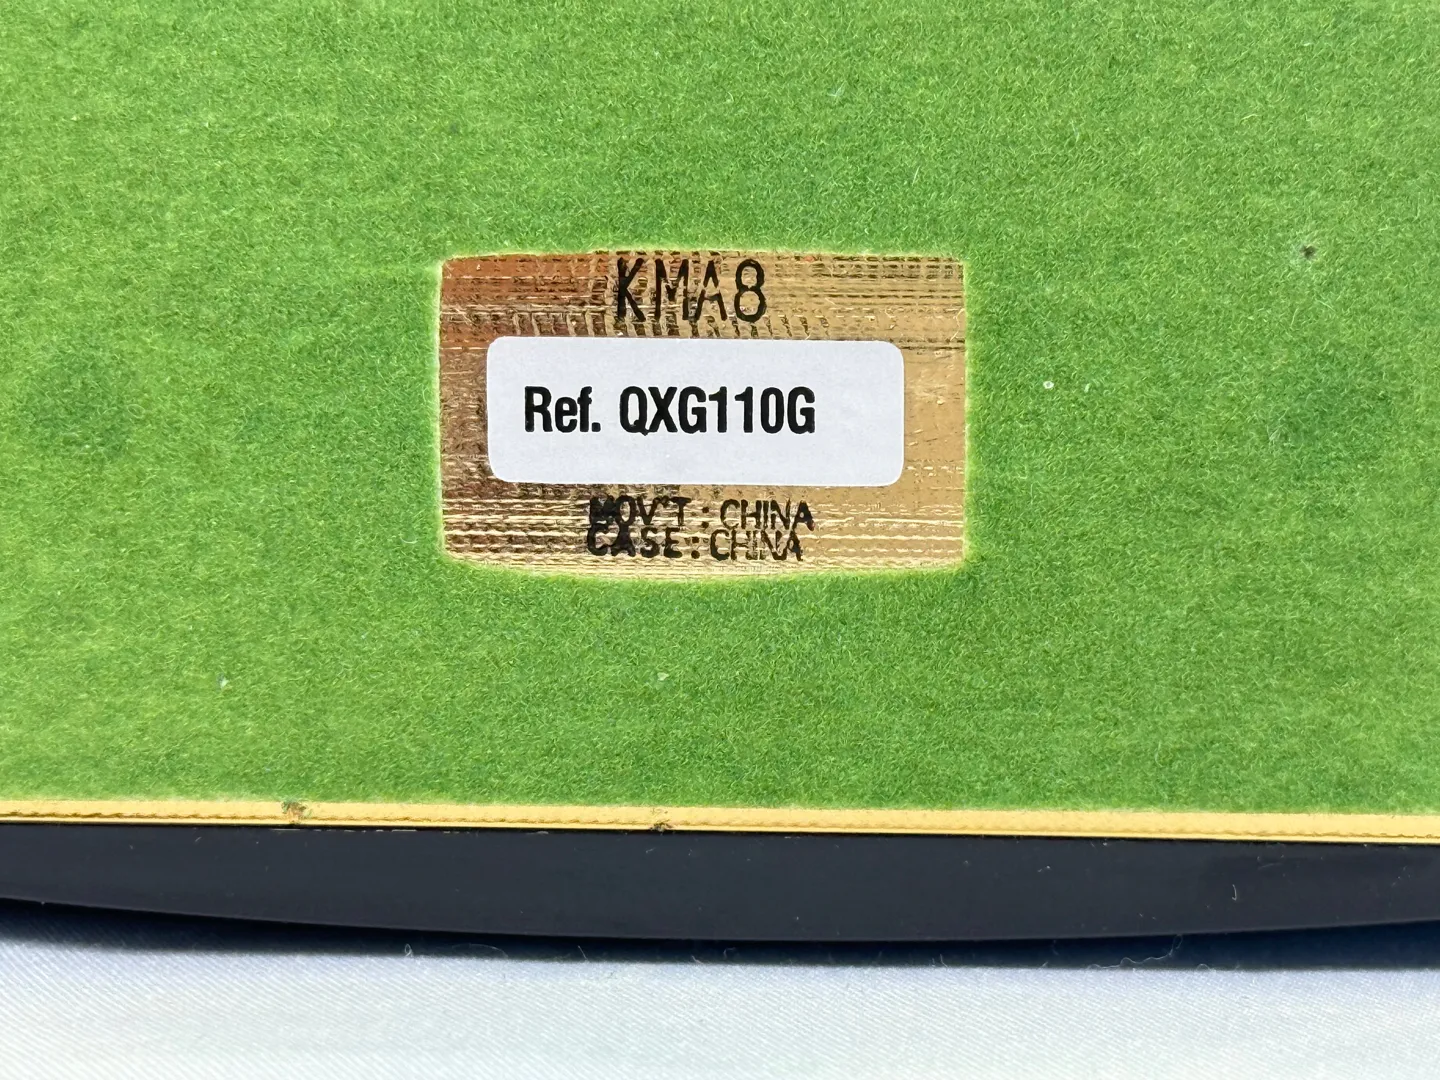 KMA8
Ref. QXG110G
MOV'T : CHINA
CASE : CHINA